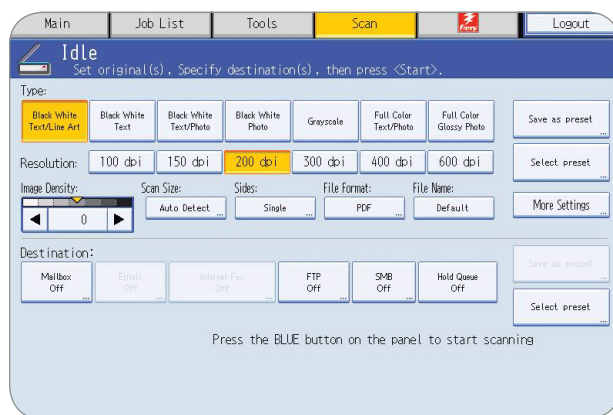 Main Job List Tools Scan fiery Logout
Idle
Set original(s), Specify destination(s), then press <Start>.
Type:
Black White Text/Line Art
Black White Text
Black White Text/Photo
Black White Photo
Grayscale
Full Color Text/Photo
Full Color Glossy Photo
Save as preset
...
Resolution: 100 dpi 150 dpi 200 dpi 300 dpi 400 dpi 600 dpi
Select preset
...
Image Density: Scan Size: Sides: File Format: File Name:
0 Auto Detect ... Single ... PDF ... Default More Settings ...
Destination:
Mailbox Off ...
Email Off ...
Internet Fax Off ...
FTP Off ...
SMB Off ...
Hold Queue Off
Save as preset
...
Select preset
...
Press the BLUE button on the panel to start scanning